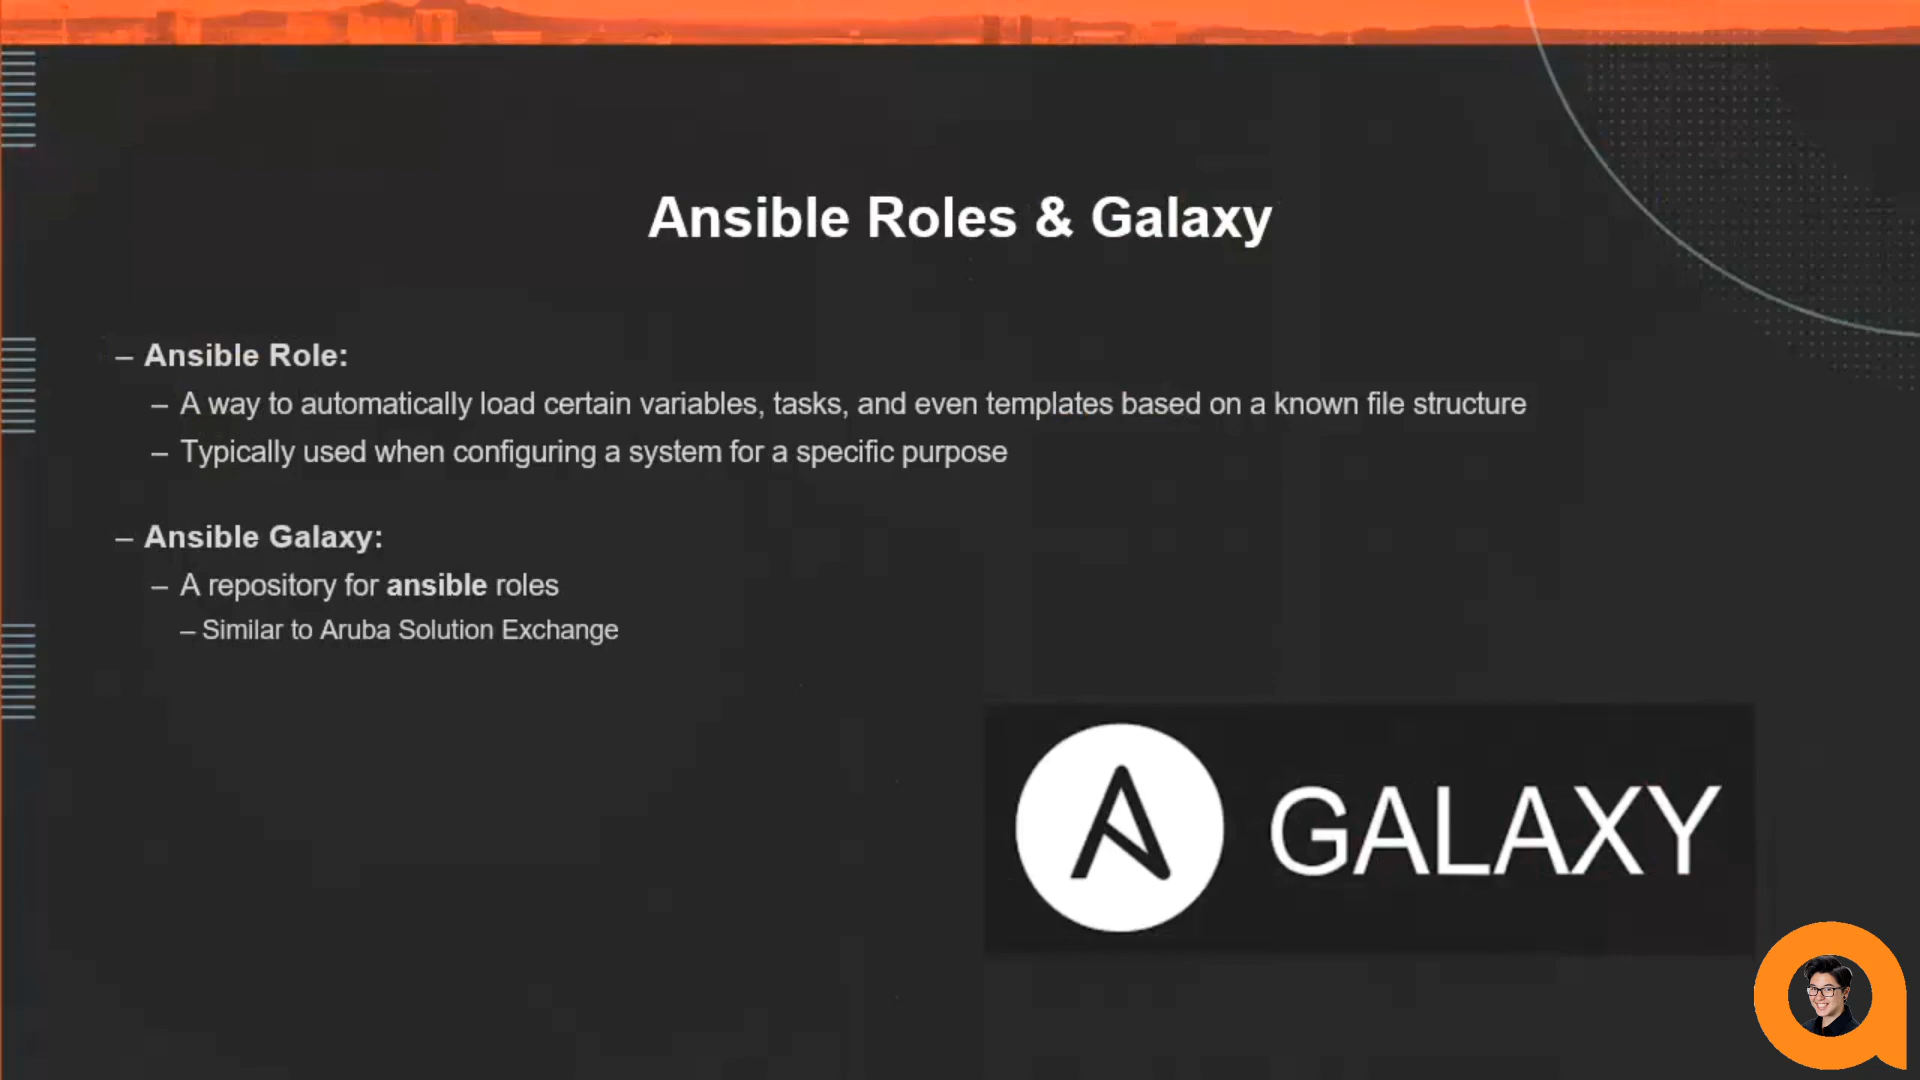 Ansible Roles & Galaxy
– Ansible Role:
– A way to automatically load certain variables, tasks, and even templates based on a known file structure
– Typically used when configuring a system for a specific purpose
– Ansible Galaxy:
– A repository for ansible roles
– Similar to Aruba Solution Exchange
GALAXY